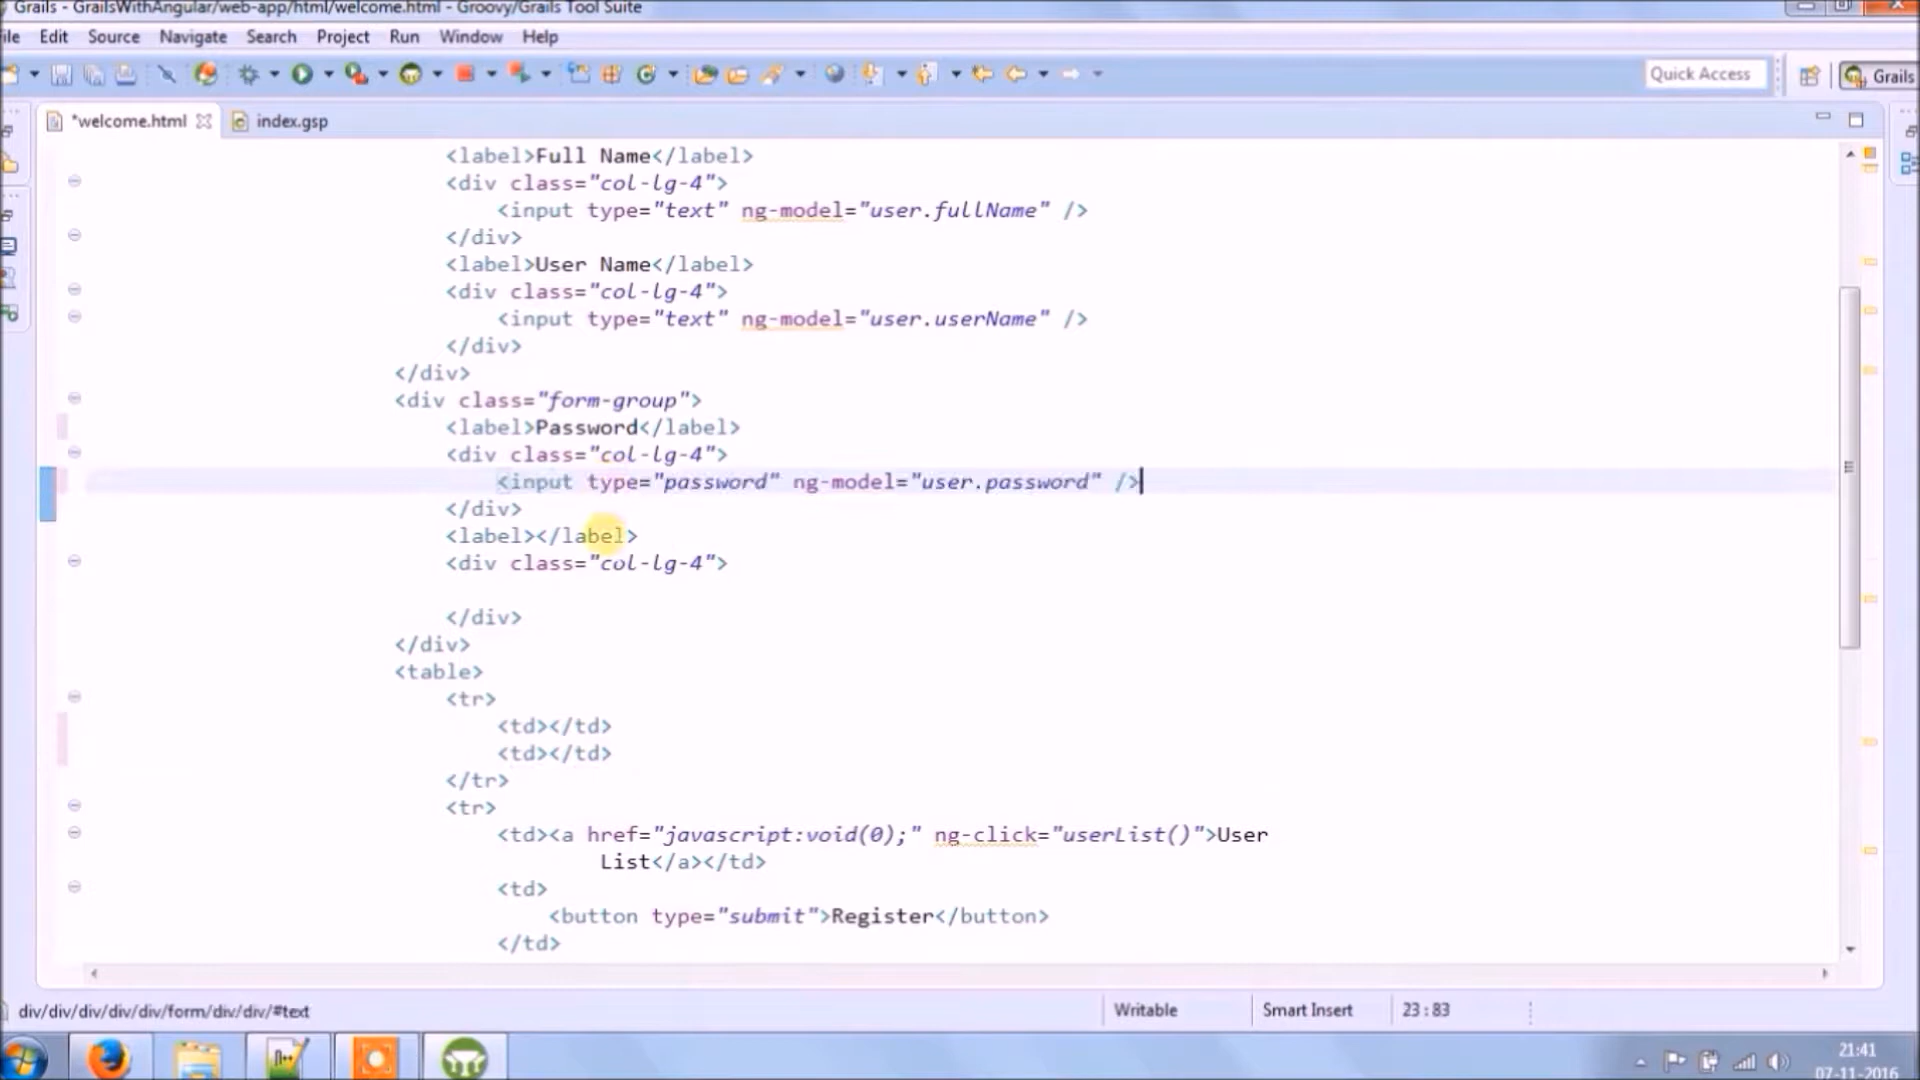 Grails - GrailsWithAngular/web-app/html/welcome.html - Groovy/Grails Tool Suite
File Edit Source Navigate Search Project Run Window Help
Quick Access
Grails
*welcome.html
index.gsp
<label>Full Name</label>
<div class="col-lg-4">
<input type="text" ng-model="user.fullName" />
</div>
<label>User Name</label>
<div class="col-lg-4">
<input type="text" ng-model="user.userName" />
</div>
</div>
<div class="form-group">
<label>Password</label>
<div class="col-lg-4">
<input type="password" ng-model="user.password" />
</div>
<label></label>
<div class="col-lg-4">
</div>
</div>
<table>
<tr>
<td></td>
<td></td>
</tr>
<tr>
<td><a href="javascript:void(0);" ng-click="userList()">User
List</a></td>
<td>
<button type="submit">Register</button>
</td>
div/div/div/div/div/form/div/div/#text
Writable
Smart Insert
23 : 83
21:41
07-11-2016